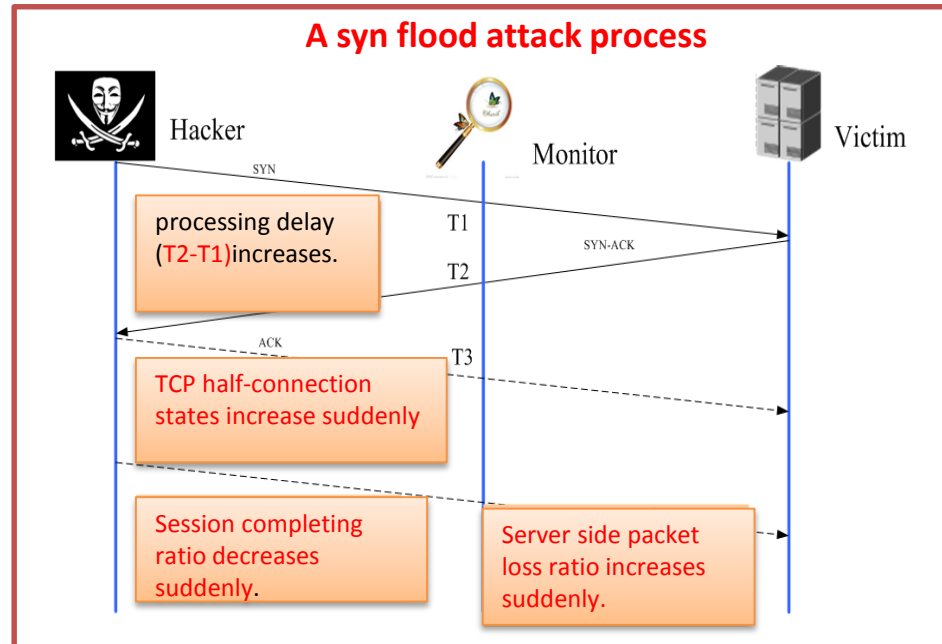 A syn flood attack process
Hacker
Monitor
Victim
SYN
T1
processing delay
(T2-T1)increases.
SYN-ACK
T2
ACK
T3
TCP half-connection
states increase suddenly
Session completing
ratio decreases
suddenly.
Server side packet
loss ratio increases
suddenly.